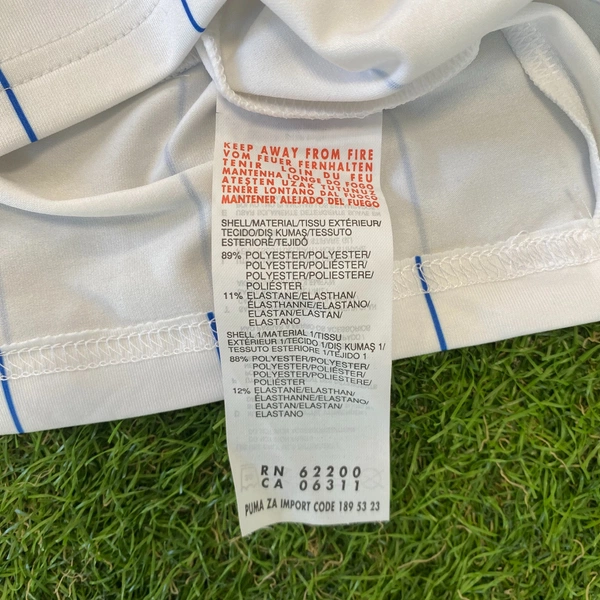 KEEP AWAY FROM FIRE
VOM FEUER FERNHALTEN
TENIR LOIN DU FEU
MANTENHA LONGE DO FOGO
ATEŞTEN UZAK TUTUNUZ
TENERE LONTANO DAL FUOCO
MANTENER ALEJADO DEL FUEGO
SHELL/MATERIAL/TISSU EXTÉRIEUR/
TECIDO/DIŞ KUMAŞ/TESSUTO
ESTERIORE/TEJIDO
89% POLYESTER/POLYESTER/
POLYESTER/POLIÉSTER/
POLYESTER/POLIESTERE/
POLIÉSTER
11% ELASTANE/ELASTHAN/
ÉLASTHANNE/ELASTANO/
ELASTAN/ELASTAN/
ELASTANO
SHELL 1/MATERIAL 1/TISSU
EXTÉRIEUR 1/TECIDO 1/DIŞ KUMAŞ 1/
TESSUTO ESTERIORE 1/TEJIDO 1
88% POLYESTER/POLYESTER/
POLYESTER/POLIÉSTER/
POLYESTER/POLIESTERE/
POLIÉSTER
12% ELASTANE/ELASTHAN/
ÉLASTHANNE/ELASTANO/
ELASTAN/ELASTAN/
ELASTANO
RN 62200
CA 06311
PUMA ZA IMPORT CODE 189 53 23